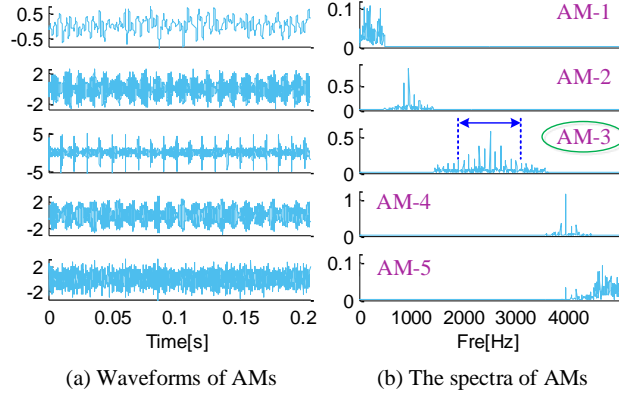 0.5
-0.5
2
-2
5
-5
2
-2
2
-2
0 0.05 0.1 0.15 0.2
Time[s]
(a) Waveforms of AMs
0.1
0
AM-1
2
0
AM-2
0.5
0
AM-3
1
0
AM-4
0.1
0
AM-5
0 1000 2000 3000 4000
Fre[Hz]
(b) The spectra of AMs